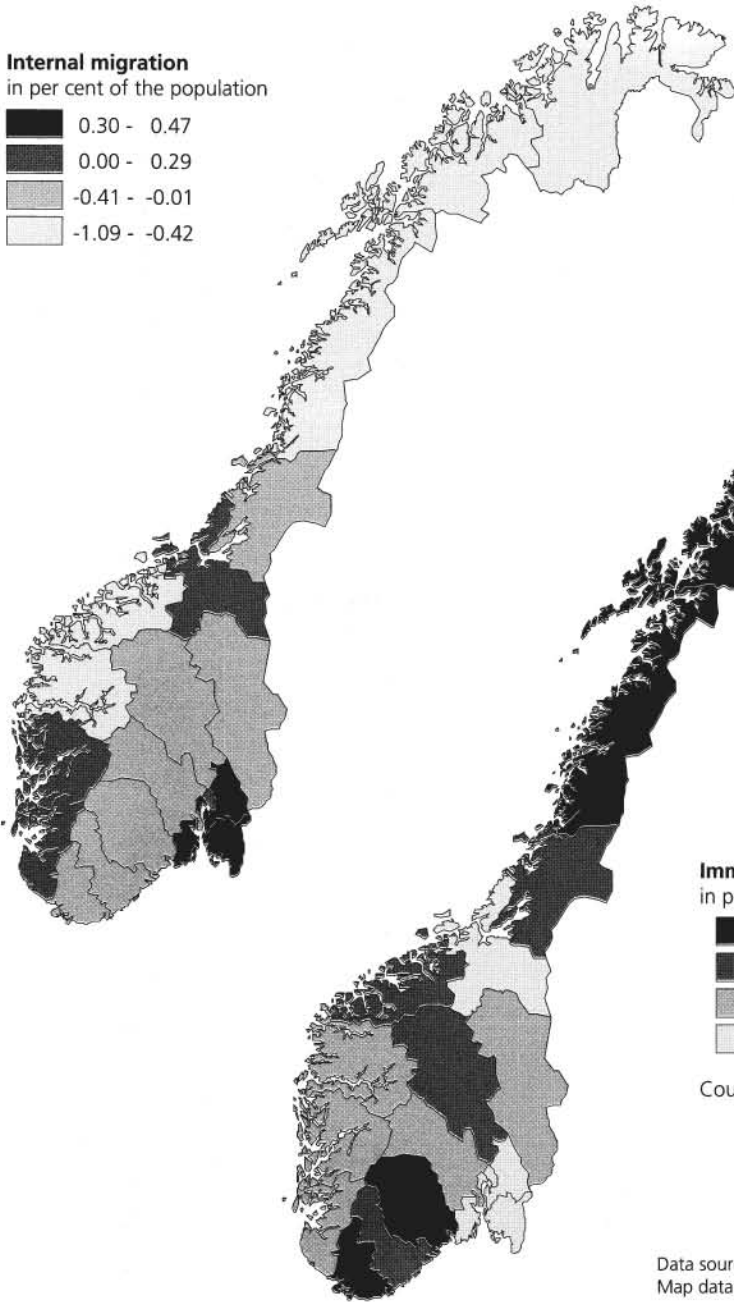 Internal migration
in per cent of the population
0.30 - 0.47
0.00 - 0.29
-0.41 - -0.01
-1.09 - -0.42
Imm
in p
Cou
Data sour
Map data